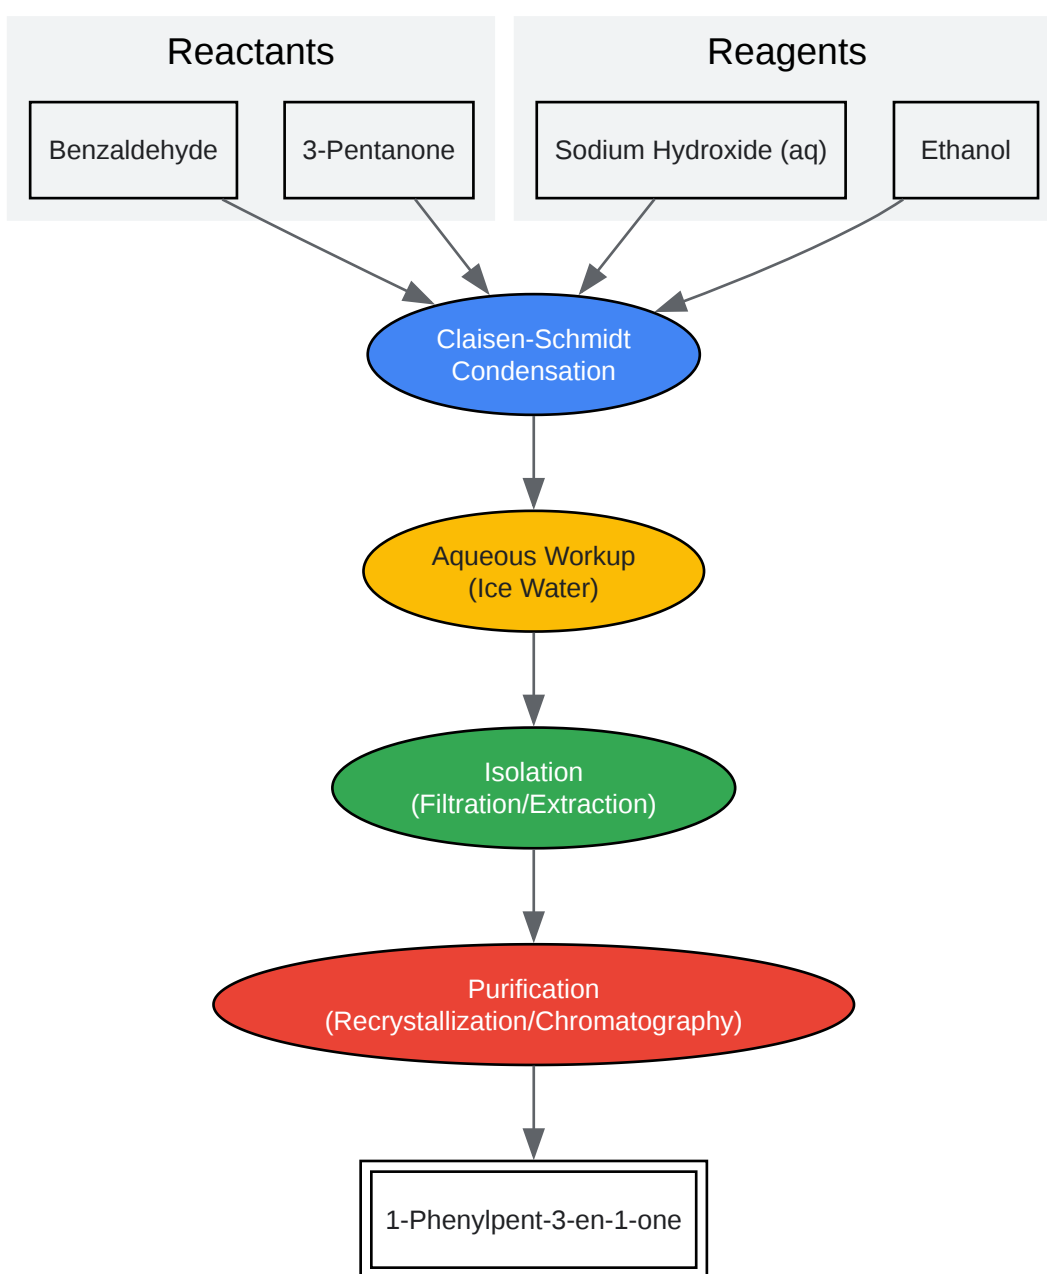 Reactants
Reagents
Benzaldehyde
3-Pentanone
Sodium Hydroxide (aq)
Ethanol
Claisen-Schmidt
Condensation
Aqueous Workup
(Ice Water)
Isolation
(Filtration/Extraction)
Purification
(Recrystallization/Chromatography)
1-Phenylpent-3-en-1-one